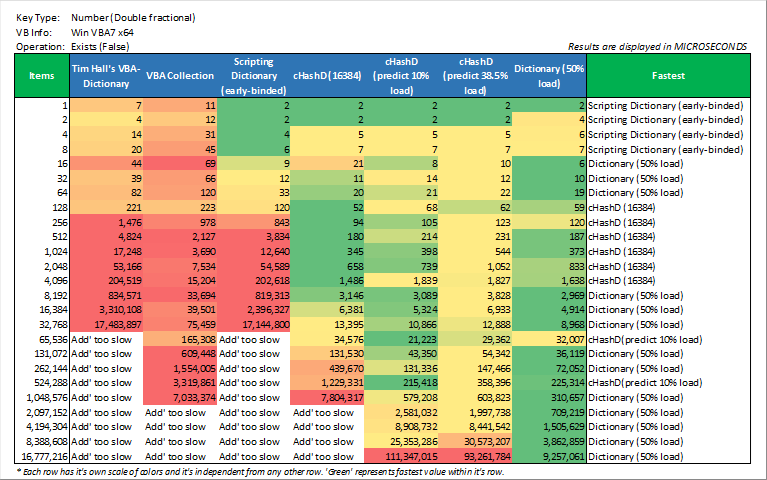 Key Type: Number (Double fractional)
VB Info: Win VBA7 x64
Operation: Exists (False)
Results are displayed in MICROSECONDS
Items Tim Hall's VBA-Dictionary VBA Collection Scripting Dictionary (early-binded) cHashD (16384) cHashD (predict 10% load) cHashD (predict 38.5% load) Dictionary (50% load) Fastest
1 7 11 2 2 2 2 2 Scripting Dictionary (early-binded)
2 4 12 2 2 2 2 4 Scripting Dictionary (early-binded)
4 14 31 4 5 5 5 6 Scripting Dictionary (early-binded)
8 20 45 6 7 7 7 7 Scripting Dictionary (early-binded)
16 44 69 9 21 8 10 6 Dictionary (50% load)
32 39 66 12 11 14 12 10 Dictionary (50% load)
64 82 120 33 20 21 22 19 Dictionary (50% load)
128 221 223 120 52 68 62 59 cHashD (16384)
256 1,476 978 843 94 105 123 120 cHashD (16384)
512 4,824 2,127 3,834 180 214 231 187 cHashD (16384)
1,024 17,248 3,690 12,640 345 398 544 373 cHashD (16384)
2,048 53,166 7,534 54,589 658 739 1,052 833 cHashD (16384)
4,096 204,519 15,204 202,618 1,486 1,839 1,827 1,638 cHashD (16384)
8,192 834,571 33,694 819,313 3,146 3,089 3,828 2,969 Dictionary (50% load)
16,384 3,310,108 39,501 2,396,327 6,381 5,324 6,933 4,914 Dictionary (50% load)
32,768 17,483,897 75,459 17,144,800 13,395 10,866 12,888 8,968 Dictionary (50% load)
65,536 Add' too slow 165,308 Add' too slow 34,576 21,223 29,362 32,007 cHashD(predict 10% load)
131,072 Add' too slow 609,448 Add' too slow 131,530 43,350 54,342 36,119 Dictionary (50% load)
262,144 Add' too slow 1,554,005 Add' too slow 439,670 131,336 147,466 72,052 Dictionary (50% load)
524,288 Add' too slow 3,319,861 Add' too slow 1,229,331 215,418 358,396 225,314 cHashD(predict 10% load)
1,048,576 Add' too slow 7,033,374 Add' too slow 7,804,317 579,208 603,823 310,657 Dictionary (50% load)
2,097,152 Add' too slow Add' too slow Add' too slow Add' too slow 2,581,032 1,997,738 709,219 Dictionary (50% load)
4,194,304 Add' too slow Add' too slow Add' too slow Add' too slow 8,908,732 8,441,542 1,505,629 Dictionary (50% load)
8,388,608 Add' too slow Add' too slow Add' too slow Add' too slow 25,353,286 30,573,207 3,862,859 Dictionary (50% load)
16,777,216 Add' too slow Add' too slow Add' too slow Add' too slow 111,347,015 93,261,784 9,257,061 Dictionary (50% load)
* Each row has it's own scale of colors and it's independent from any other row. 'Green' represents fastest value within it's row.